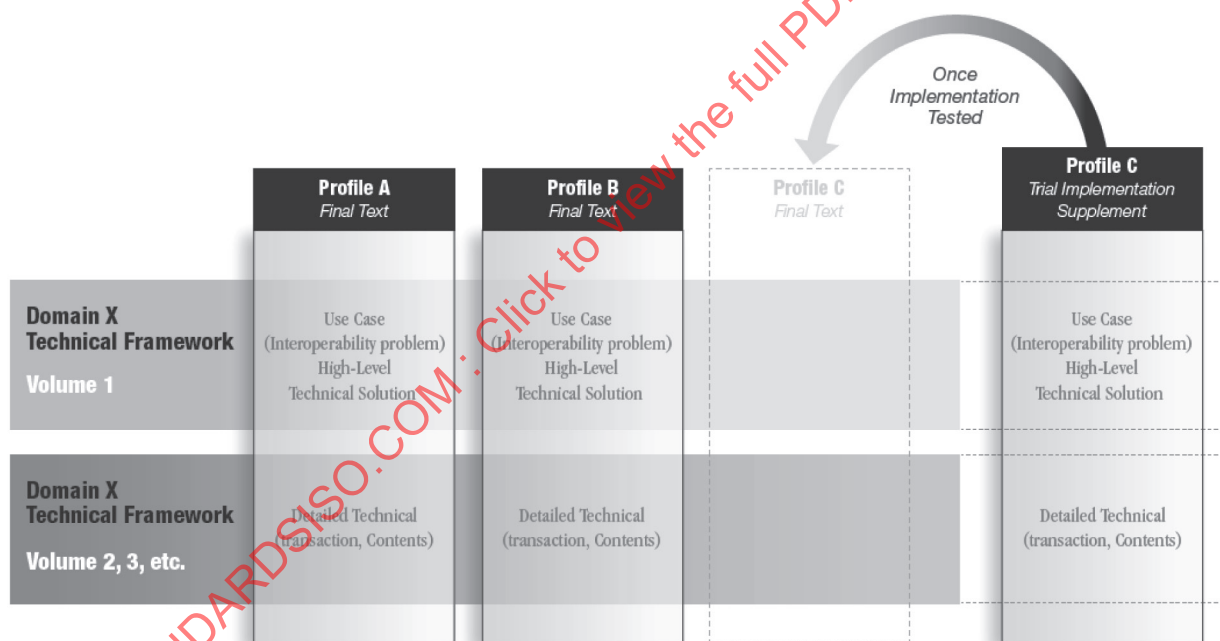 Once
Implementation
Tested
Profile A
Final Text
Profile B
Final Text
Profile C
Final Text
Profile C
Trial Implementation
Supplement
Domain X
Technical Framework
Volume 1
Use Case
(Interoperability problem)
High-Level
Technical Solution
Use Case
(Interoperability problem)
High-Level
Technical Solution
Use Case
(Interoperability problem)
High-Level
Technical Solution
Domain X
Technical Framework
Volume 2, 3, etc.
Detailed Technical
(transaction, Contents)
Detailed Technical
(transaction, Contents)
Detailed Technical
(transaction, Contents)
NDARDSISO.COM : Click to view the full